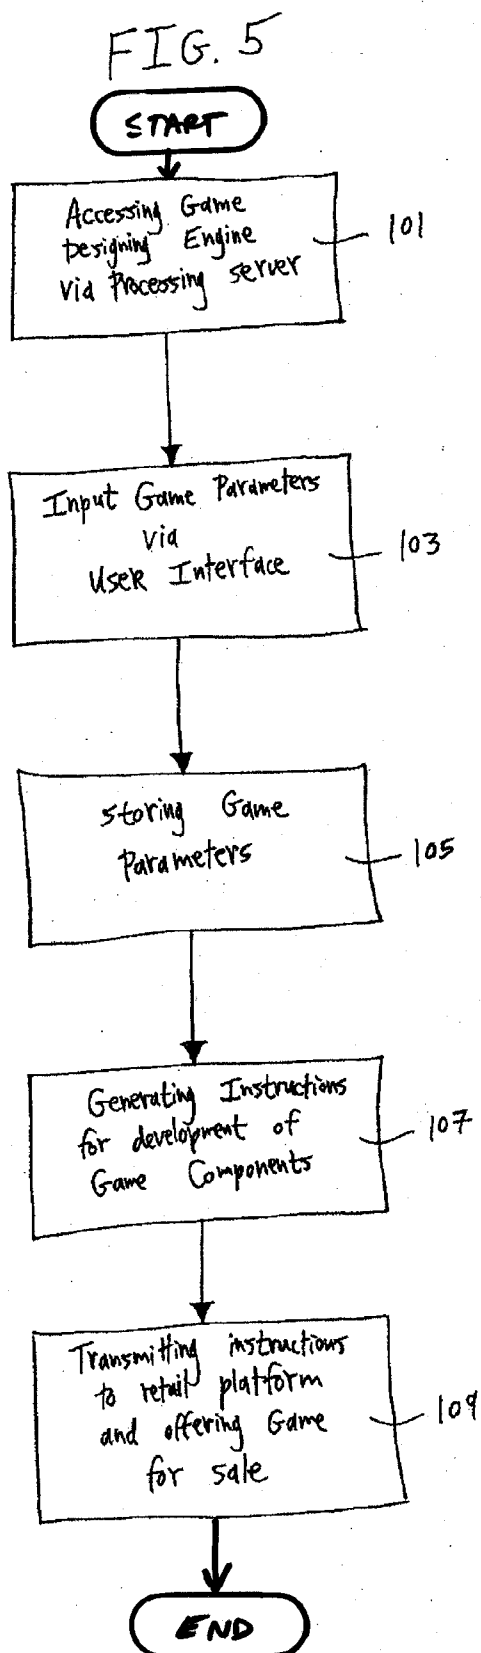 FIG. 5
START
Accessing Game
Designing Engine
via Processing server
101
Input Game Parameters
via
User Interface
103
Storing Game
Parameters
105
Generating Instructions
for development of
Game Components
107
Transmitting instructions
to retail platform
and offering Game
for sale
109
END